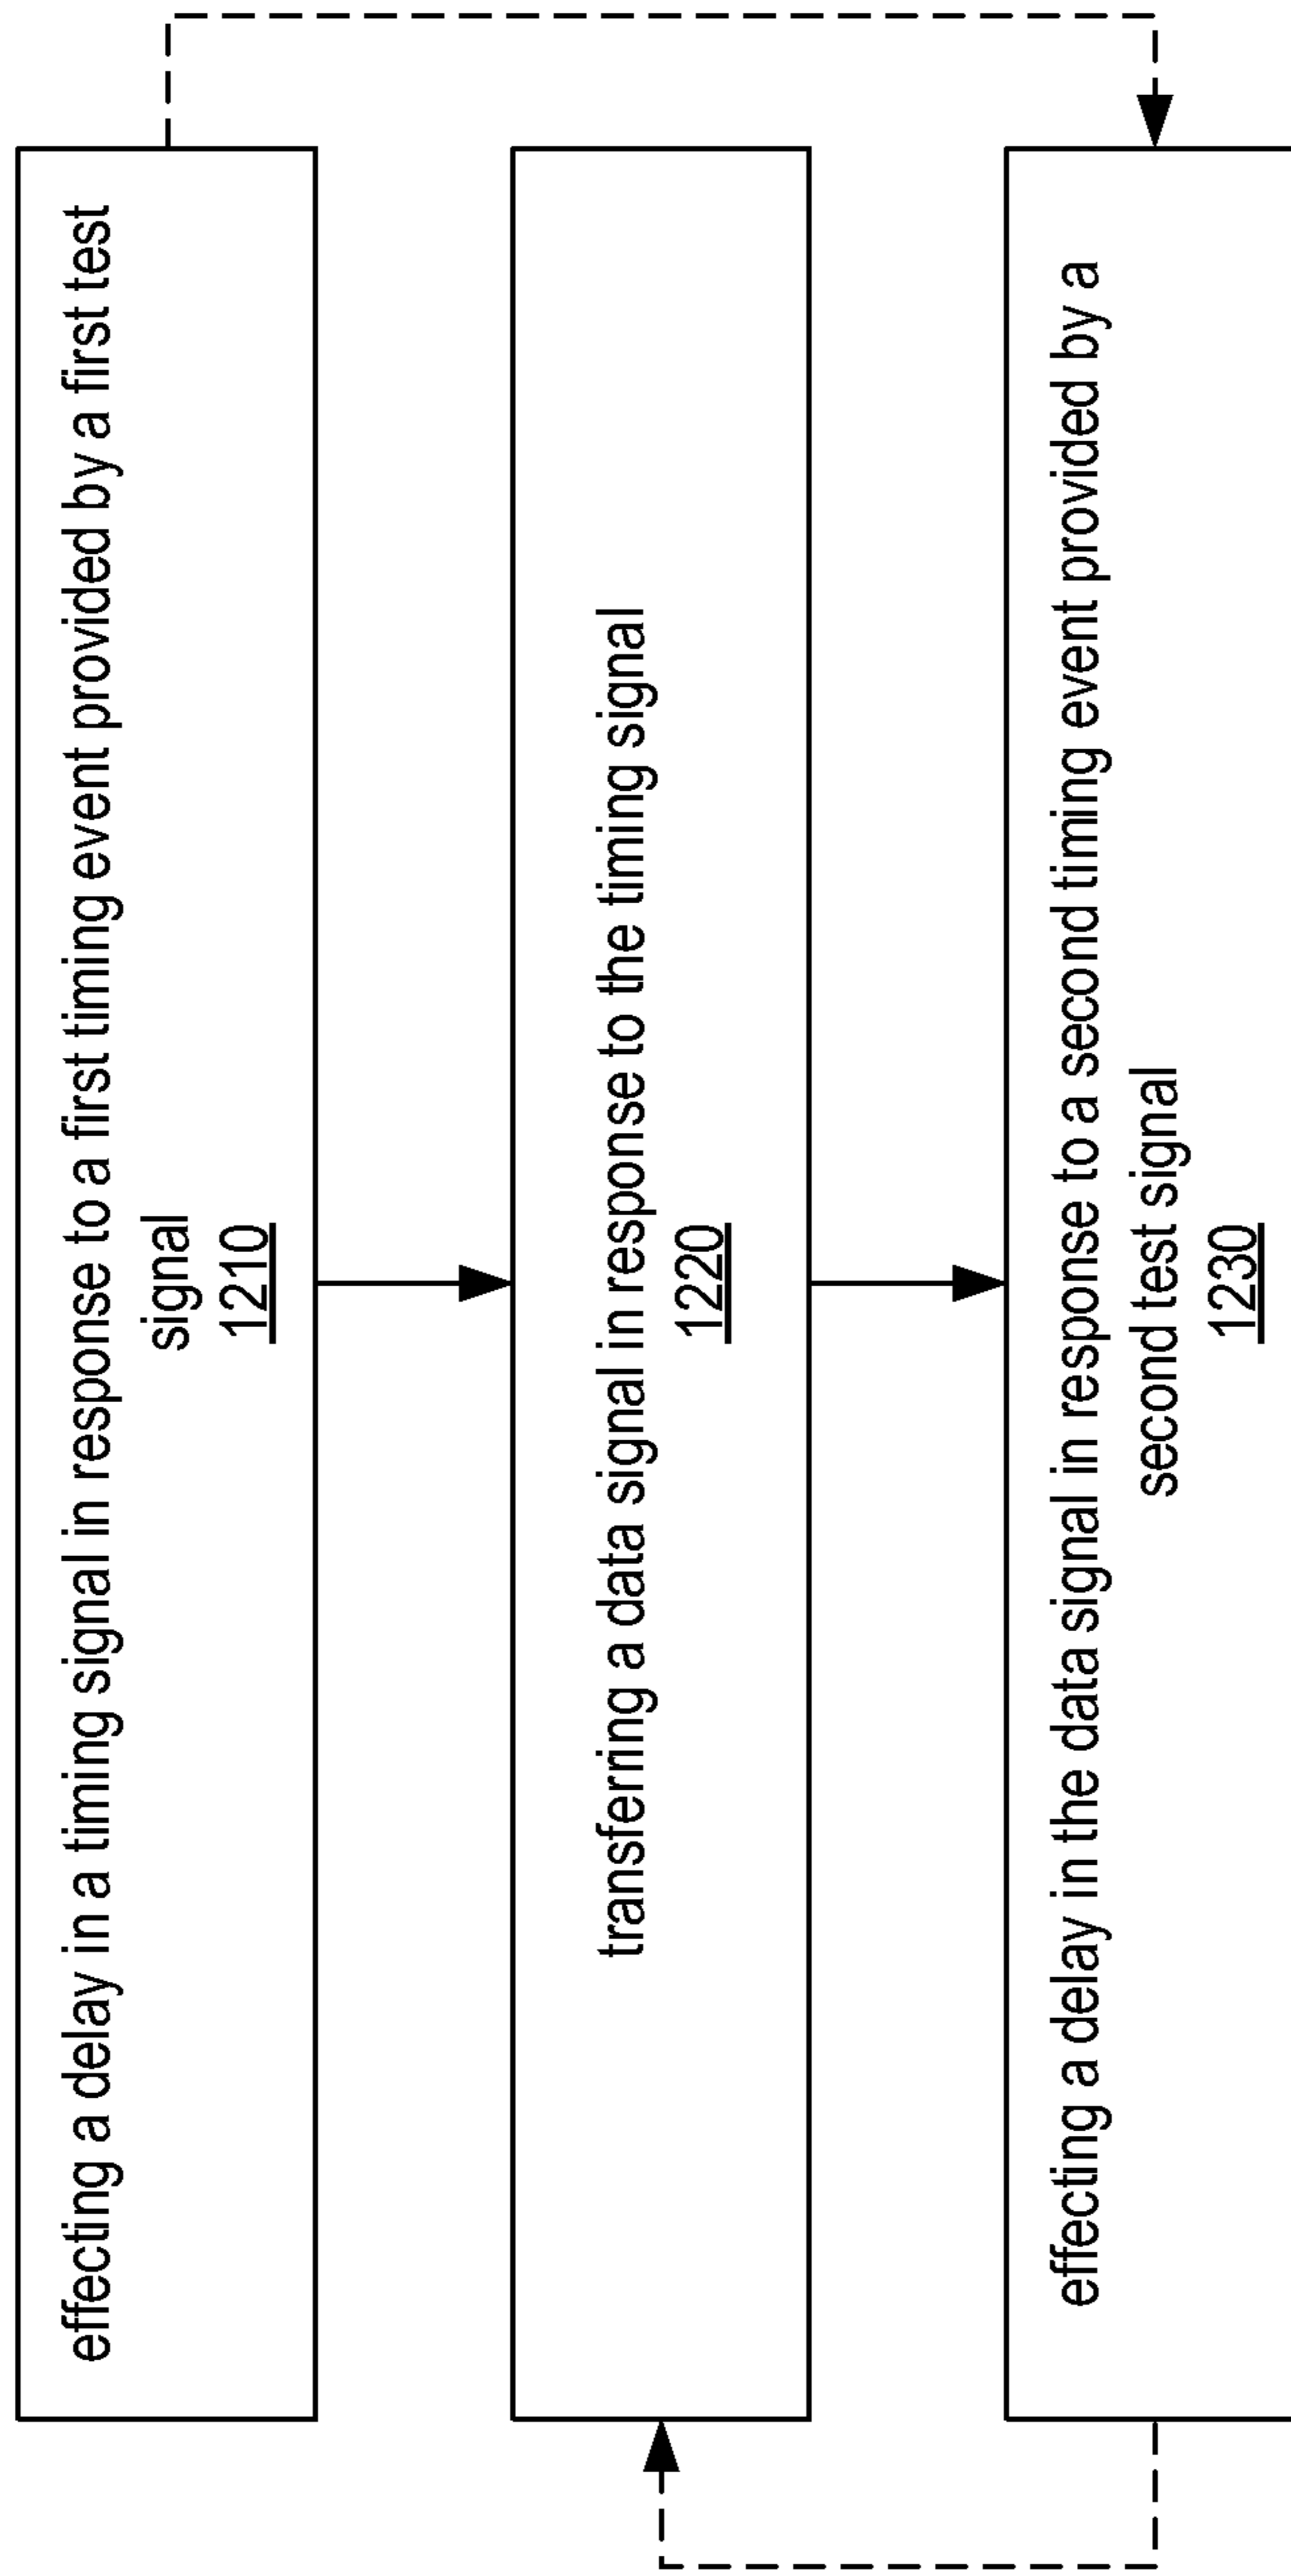 effecting a delay in a timing signal in response to a first timing event provided by a first test
signal
1210
transferring a data signal in response to the timing signal
1220
effecting a delay in the data signal in response to a second timing event provided by a
second test signal
1230